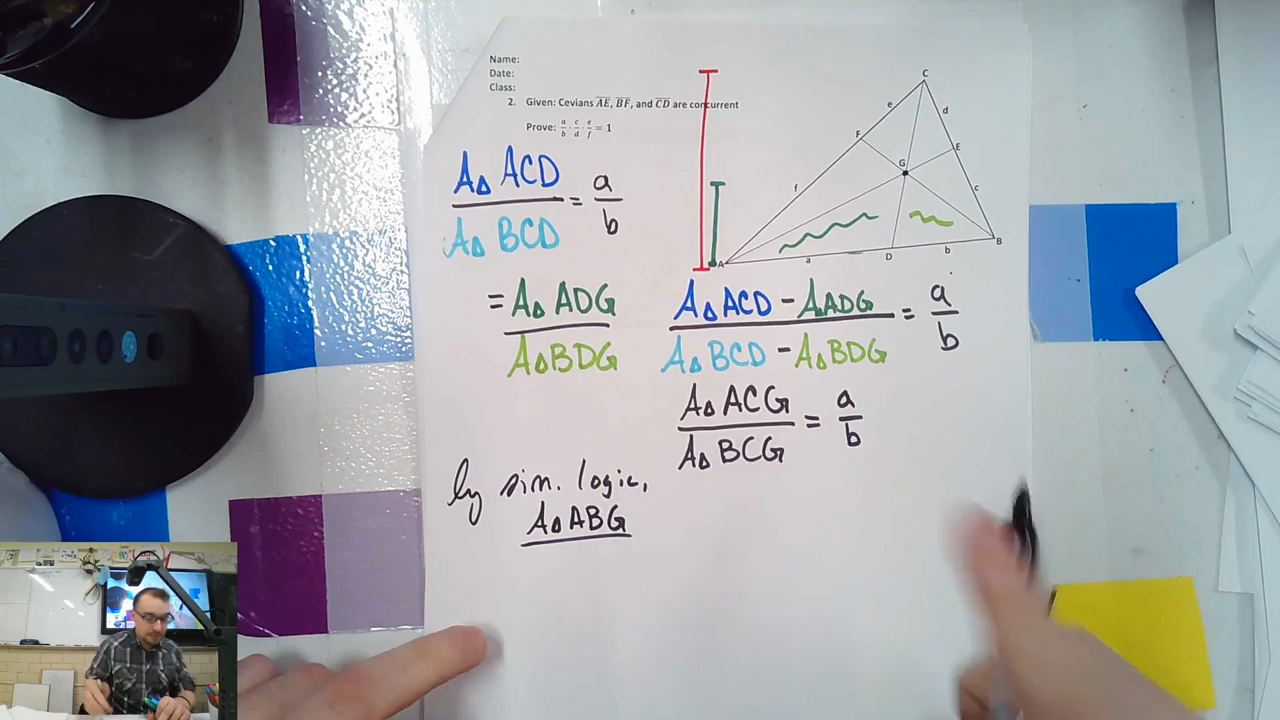 Name:
Date:
Class:
2. Given: Cevians AE, BF, and CD are concurrent
Prove: a/b · c/d · e/f = 1
A△ ACD / A△ BCD = a/b
= A△ ADG / A△BDG
A△ACD - A△ADG / A△BCD - A△BDG = a/b
A△ ACG / A△ BCG = a/b
by sim. logic,
A△ABG
C
e
d
F
E
G
f
c
A
a
D
b
B